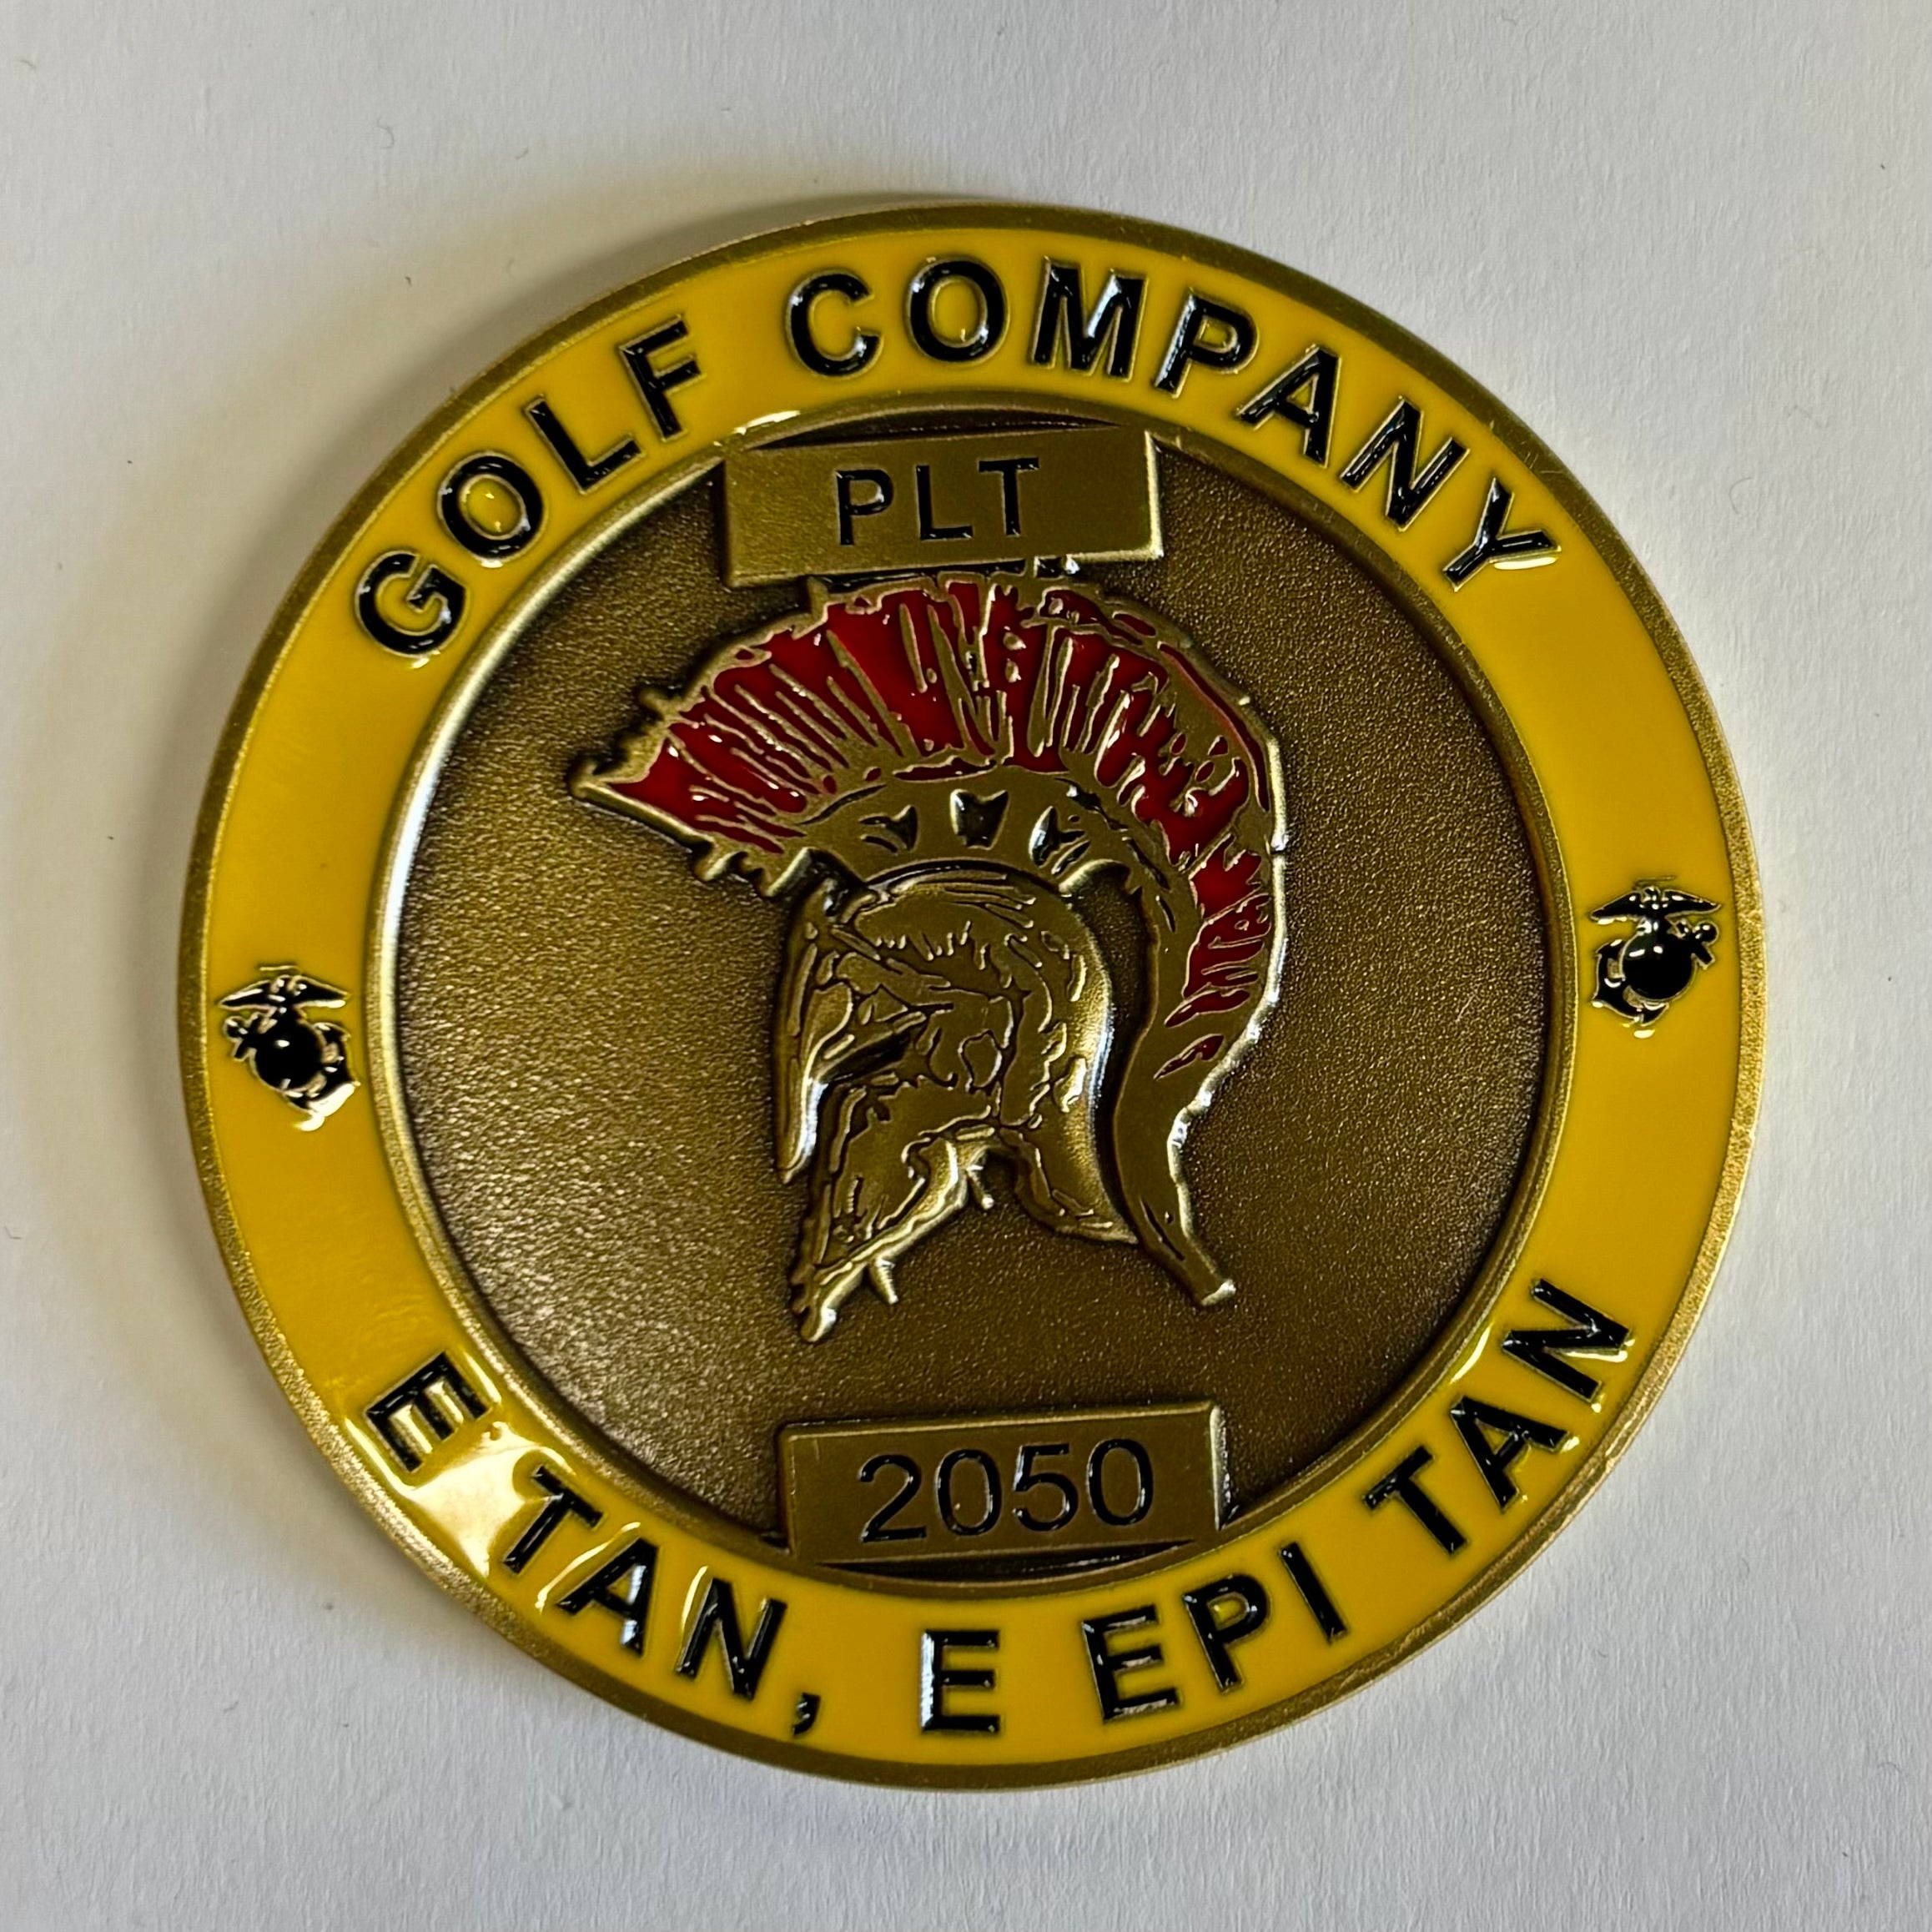 GOLF COMPANY
PLT
2050
E TAN, E EPI TAN